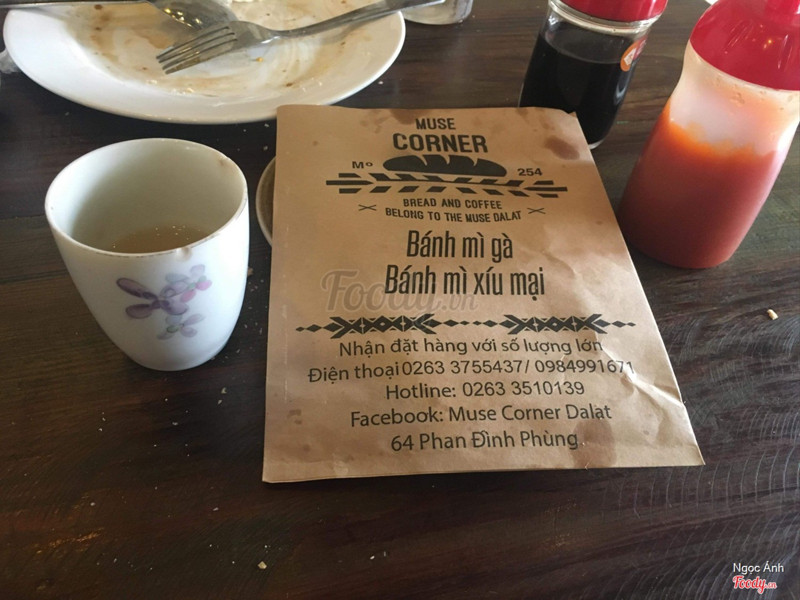 MUSE
CORNER
Mº 254
BREAD AND COFFEE
BELONG TO THE MUSE DALAT
Bánh mì gà
Bánh mì xíu mại
Foody.vn
Nhận đặt hàng với số lượng lớn
Điện thoại 0263 3755437/ 0984991671
Hotline: 0263 3510139
Facebook: Muse Corner Dalat
64 Phan Đình Phùng
Ngọc Ánh
Foody.vn